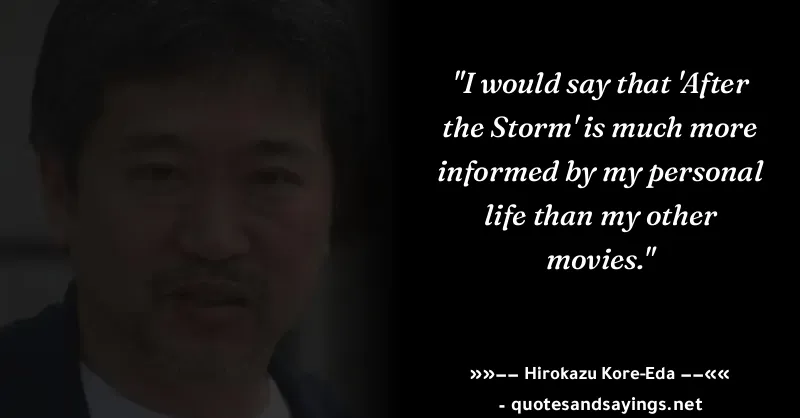 "I would say that 'After
the Storm' is much more
informed by my personal
life than my other
movies."
»»−− Hirokazu Kore-Eda −−««
- quotesandsayings.net